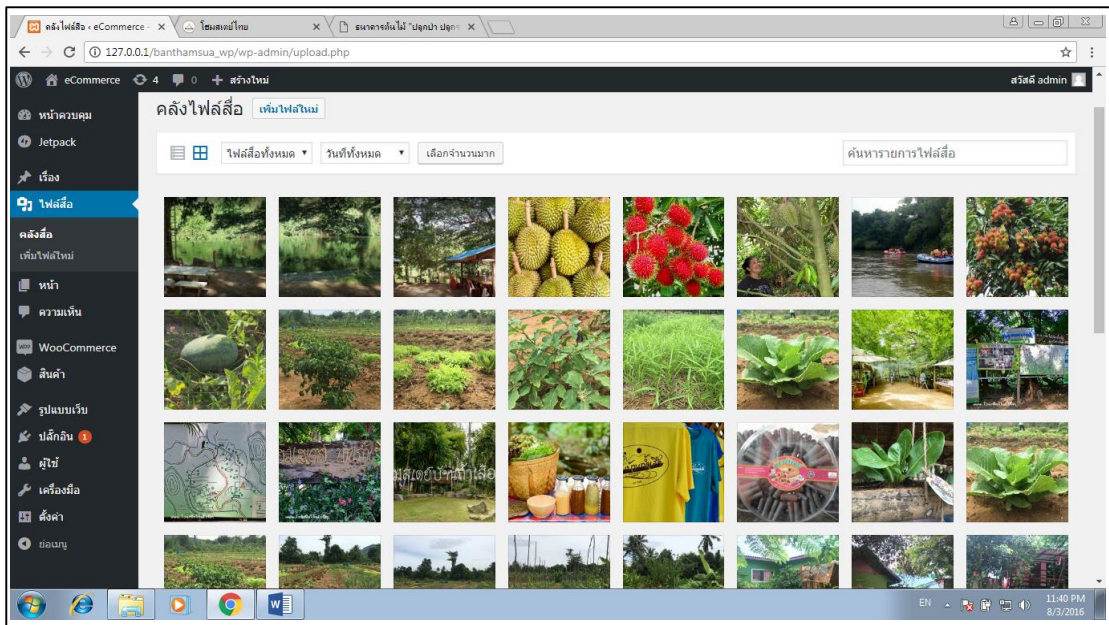 คลังไฟล์สื่อ ‹ eCommerce –
โฮมสเตย์ไทย
ธนาคารต้นไม้ "ปลูกป่า ปลูก
127.0.0.1/banthamsua_wp/wp-admin/upload.php
eCommerce 4 0 + สร้างใหม่
สวัสดี admin
หน้าควบคุม
Jetpack
เรื่อง
ไฟล์สื่อ
คลังสื่อ
เพิ่มไฟล์ใหม่
หน้า
ความเห็น
WooCommerce
สินค้า
รูปแบบเว็บ
ปลั๊กอิน 1
ผู้ใช้
เครื่องมือ
ตั้งค่า
ย่อเมนู
คลังไฟล์สื่อ เพิ่มไฟล์ใหม่
ไฟล์สื่อทั้งหมด วันที่ทั้งหมด เลือกจำนวนมาก
ค้นหารายการไฟล์สื่อ
EN
11:40 PM
8/3/2016